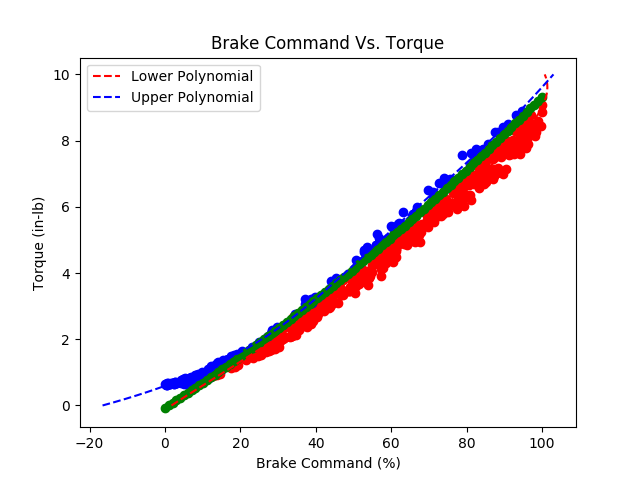 Brake Command Vs. Torque
Lower Polynomial
Upper Polynomial
10
8
6
4
2
0
Torque (in-lb)
−20 0 20 40 60 80 100
Brake Command (%)